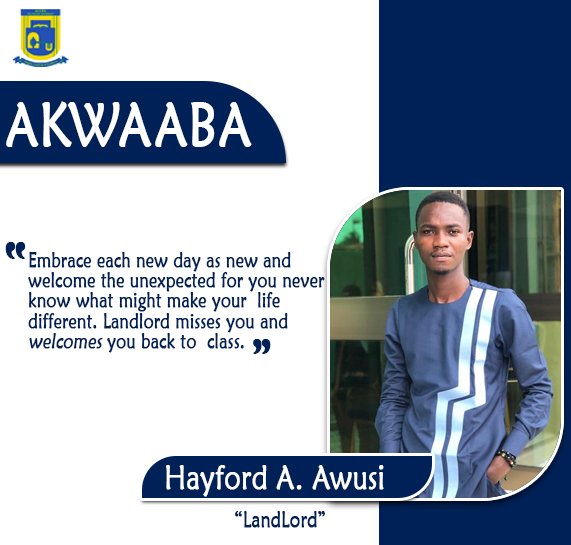 AKWAABA
“Embrace each new day as new and
welcome the unexpected for you never
know what might make your life
different. Landlord misses you and
welcomes you back to class.”
Hayford A. Awusi
“LandLord”